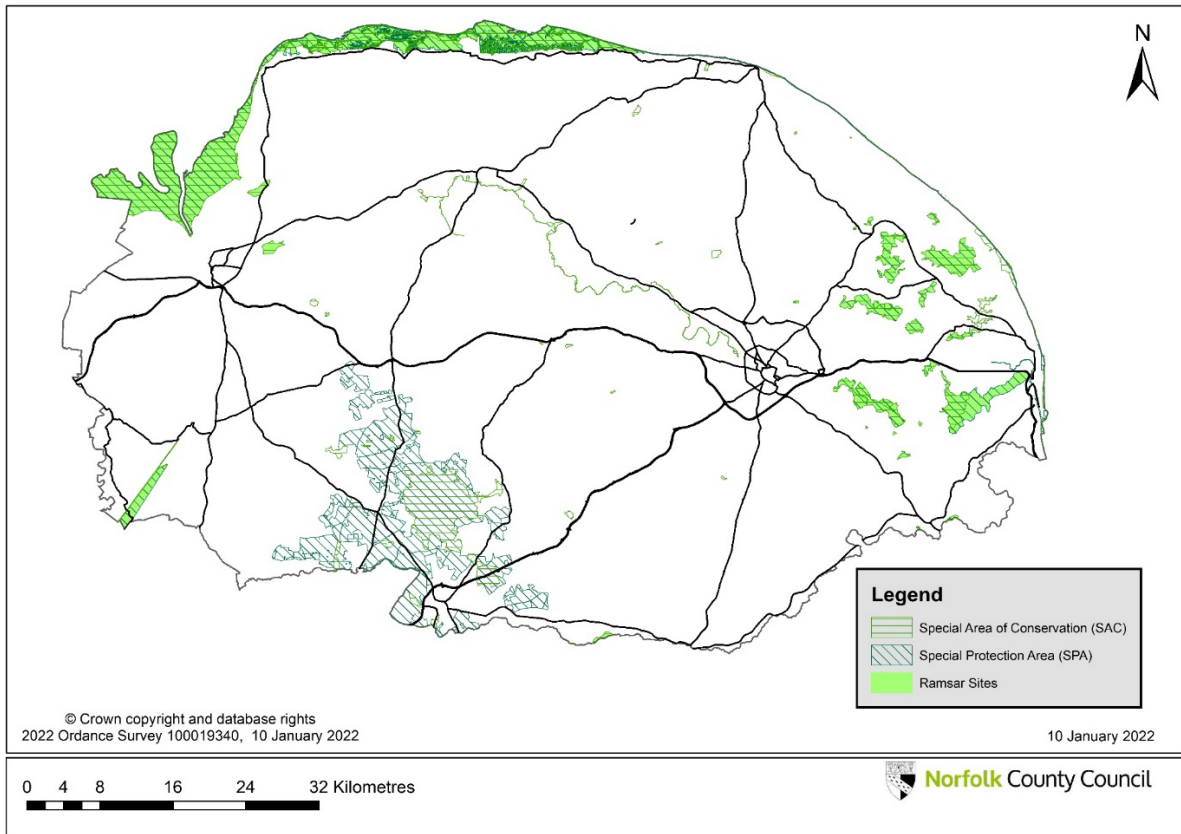 N
Legend
Special Area of Conservation (SAC)
Special Protection Area (SPA)
Ramsar Sites
© Crown copyright and database rights
2022 Ordance Survey 100019340, 10 January 2022
10 January 2022
0 4 8 16 24 32 Kilometres
Norfolk County Council